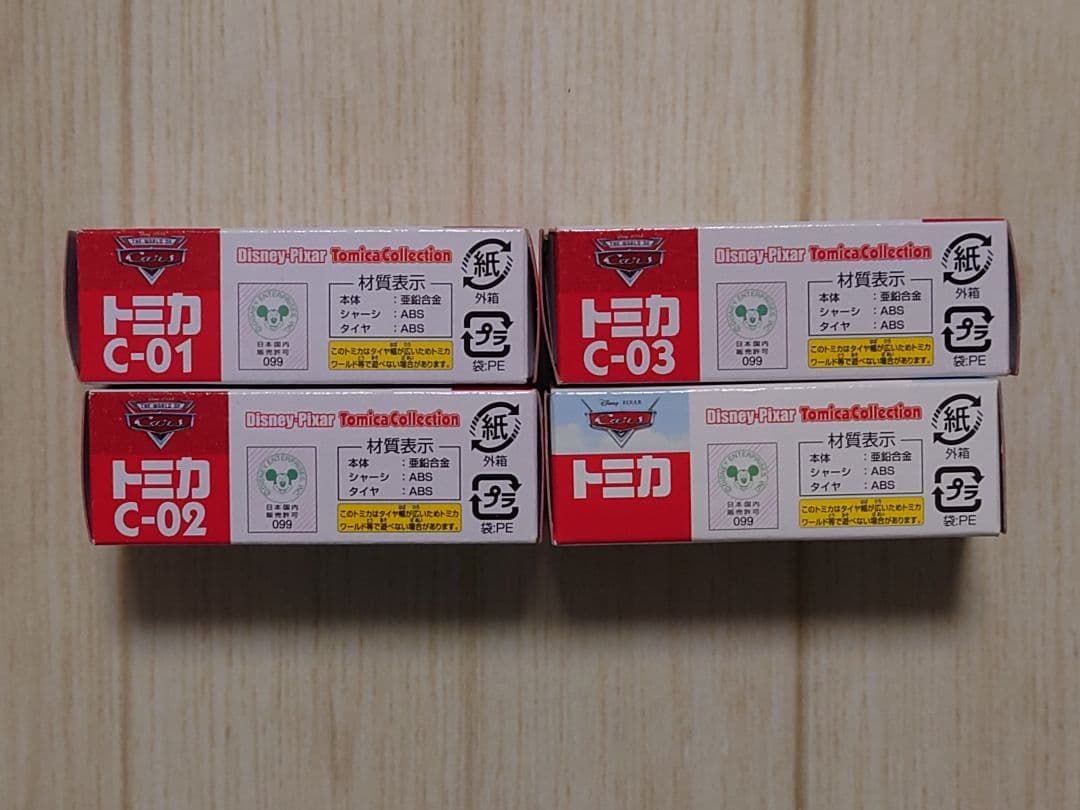 THE WORLD OF
Cars
トミカ
C-01
Disney・Pixar TomicaCollection
材質表示
本体 :亜鉛合金
シャーシ :ABS
タイヤ :ABS
日本国内
販売許可
099
このトミカはタイヤ幅が広いためトミカ
ワールド等で遊べない場合があります。
紙
外箱
プラ
袋:PE
THE WORLD OF
Cars
トミカ
C-03
Disney・Pixar TomicaCollection
材質表示
本体 :亜鉛合金
シャーシ :ABS
タイヤ :ABS
日本国内
販売許可
099
このトミカはタイヤ幅が広いためトミカ
ワールド等で遊べない場合があります。
紙
外箱
プラ
袋:PE
THE WORLD OF
Cars
トミカ
C-02
Disney・Pixar TomicaCollection
材質表示
本体 :亜鉛合金
シャーシ :ABS
タイヤ :ABS
日本国内
販売許可
099
このトミカはタイヤ幅が広いためトミカ
ワールド等で遊べない場合があります。
紙
外箱
プラ
袋:PE
Disney PIXAR
Cars
トミカ
Disney・Pixar TomicaCollection
材質表示
本体 :亜鉛合金
シャーシ :ABS
タイヤ :ABS
日本国内
販売許可
099
このトミカはタイヤ幅が広いためトミカ
ワールド等で遊べない場合があります。
紙
外箱
プラ
袋:PE